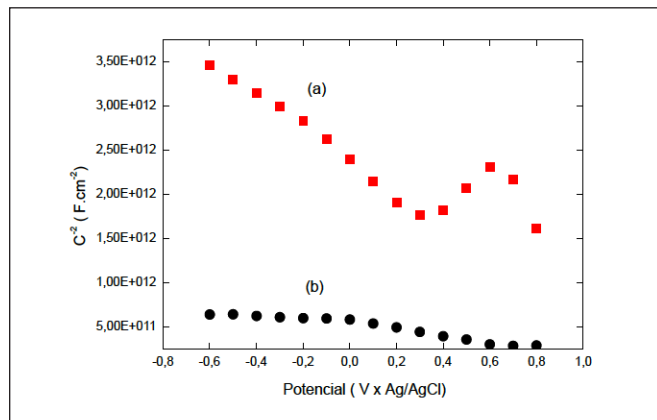 3,50E+012
3,00E+012
2,50E+012
2,00E+012
1,50E+012
1,00E+012
5,00E+011
C⁻² ( F.cm⁻²)
(a)
(b)
-0,8 -0,6 -0,4 -0,2 0,0 0,2 0,4 0,6 0,8 1,0
Potencial ( V x Ag/AgCl)